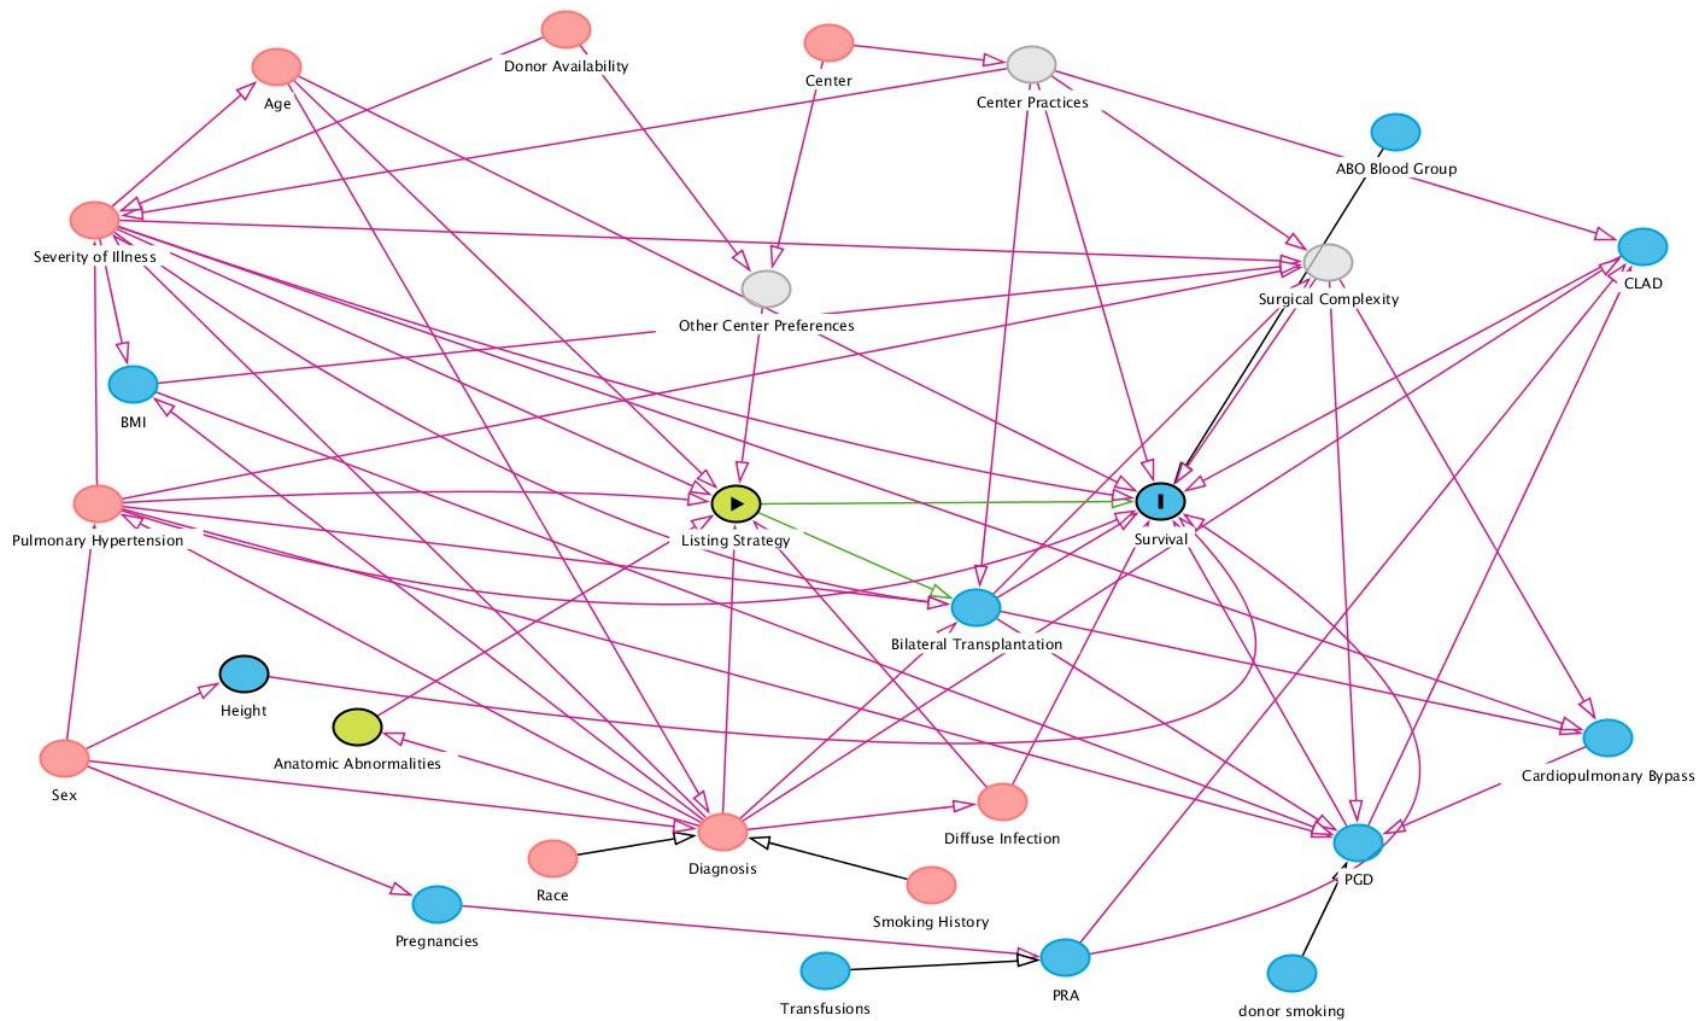 Donor Availability
Center
Age
Center Practices
ABO Blood Group
Severity of Illness
CLAD
Surgical Complexity
Other Center Preferences
BMI
Pulmonary Hypertension
Listing Strategy
Survival
Bilateral Transplantation
Height
Anatomic Abnormalities
Cardiopulmonary Bypass
Sex
Diffuse Infection
Diagnosis
PGD
Race
Smoking History
Pregnancies
PRA
Transfusions
donor smoking